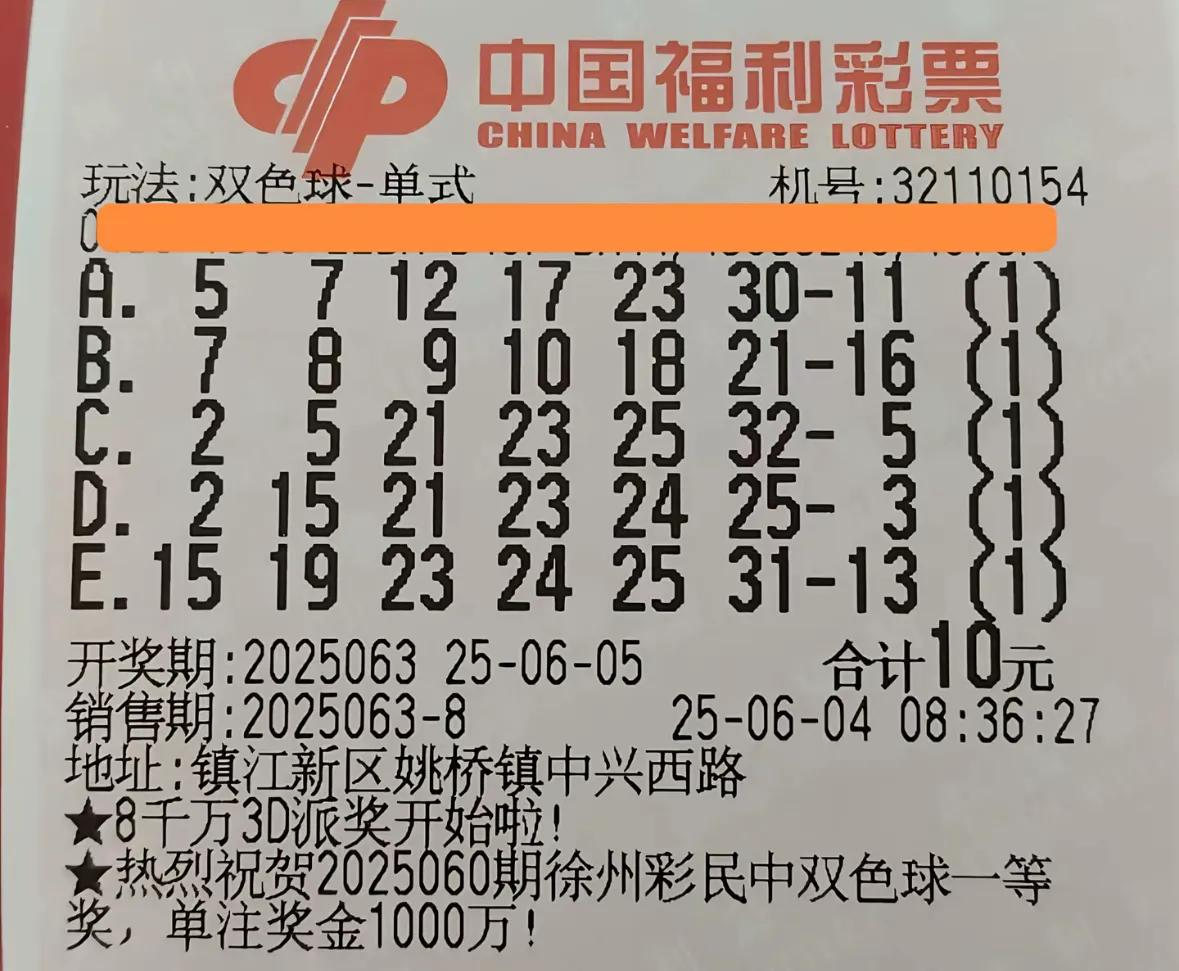 中国福利彩票
CHINA WELFARE LOTTERY
玩法:双色球-单式 机号:32110154
A. 5 7 12 17 23 30-11 (1)
B. 7 8 9 10 18 21-16 (1)
C. 2 5 21 23 25 32- 5 (1)
D. 2 15 21 23 24 25- 3 (1)
E. 15 19 23 24 25 31-13 (1)
开奖期:2025063 25-06-05 合计10元
销售期:2025063-8 25-06-04 08:36:27
地址:镇江新区姚桥镇中兴西路
★8千万3D派奖开始啦!
★热烈祝贺2025060期徐州彩民中双色球一等
奖,单注奖金1000万!